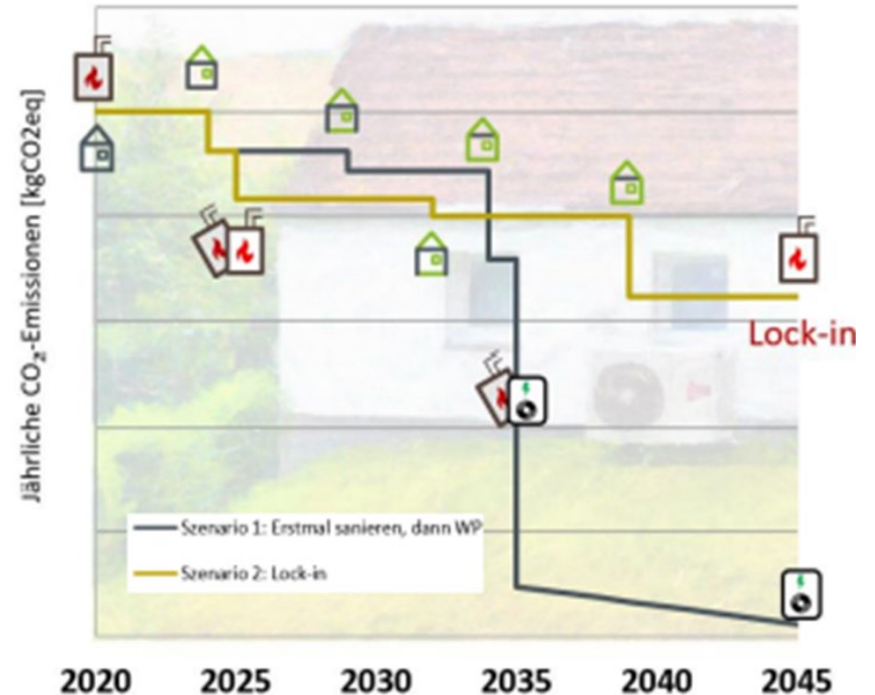 Jährliche CO₂-Emissionen [kgCO2eq]
Lock-in
Szenario 1: Erstmal sanieren, dann WP
Szenario 2: Lock-in
2020 2025 2030 2035 2040 2045